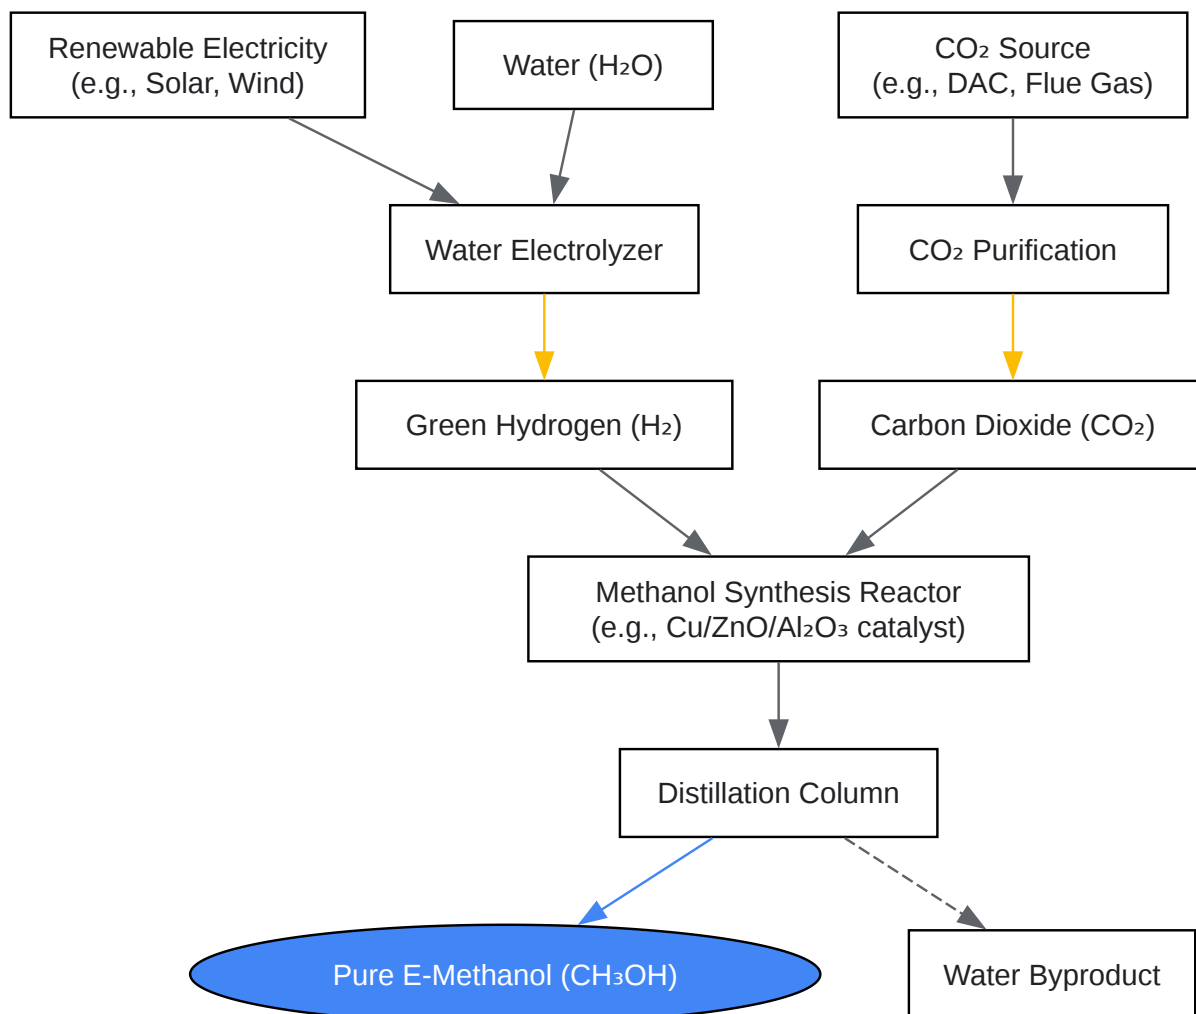 Renewable Electricity
(e.g., Solar, Wind)
Water (H₂O)
CO₂ Source
(e.g., DAC, Flue Gas)
Water Electrolyzer
CO₂ Purification
Green Hydrogen (H₂)
Carbon Dioxide (CO₂)
Methanol Synthesis Reactor
(e.g., Cu/ZnO/Al₂O₃ catalyst)
Distillation Column
Pure E-Methanol (CH₃OH)
Water Byproduct